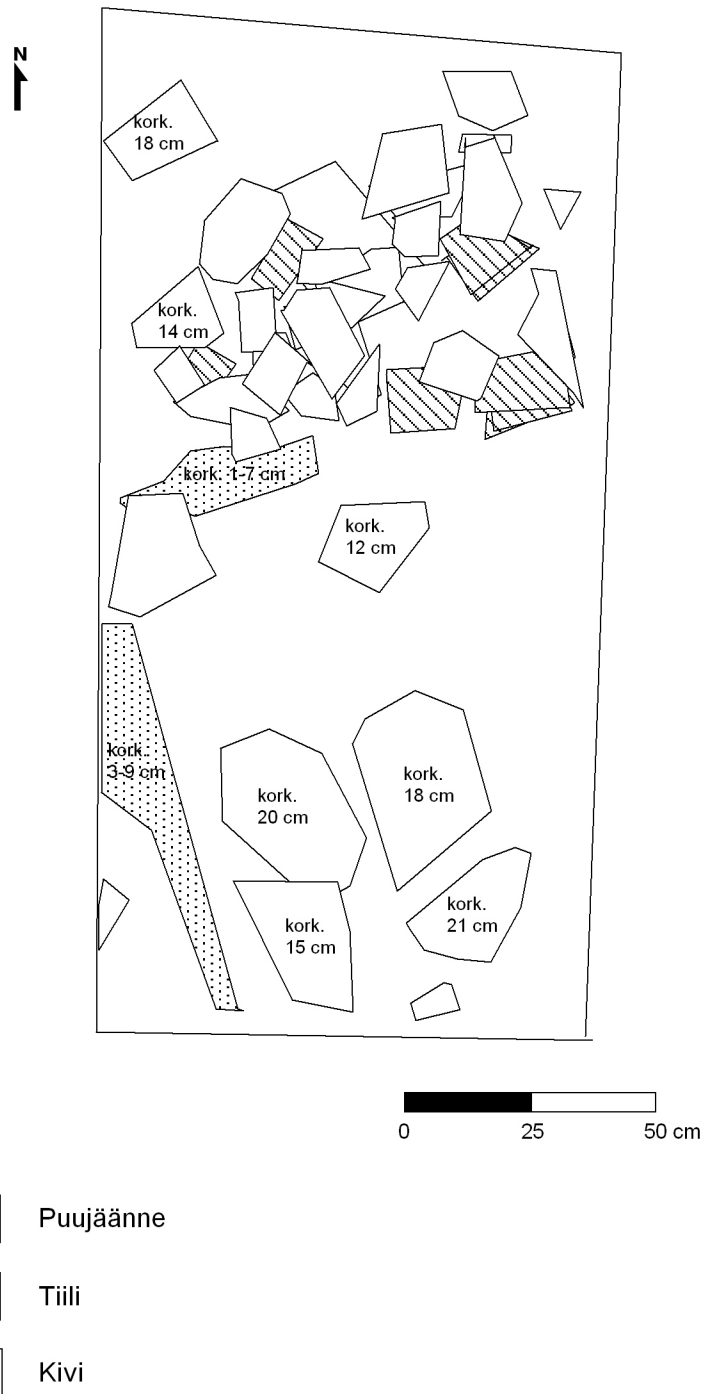 N
kork.
18 cm
kork.
14 cm
kork. 1-7 cm
kork.
12 cm
kork.
3-9 cm
kork.
20 cm
kork.
18 cm
kork.
15 cm
kork.
21 cm
0 25 50 cm
Puujäänne
Tiili
Kivi